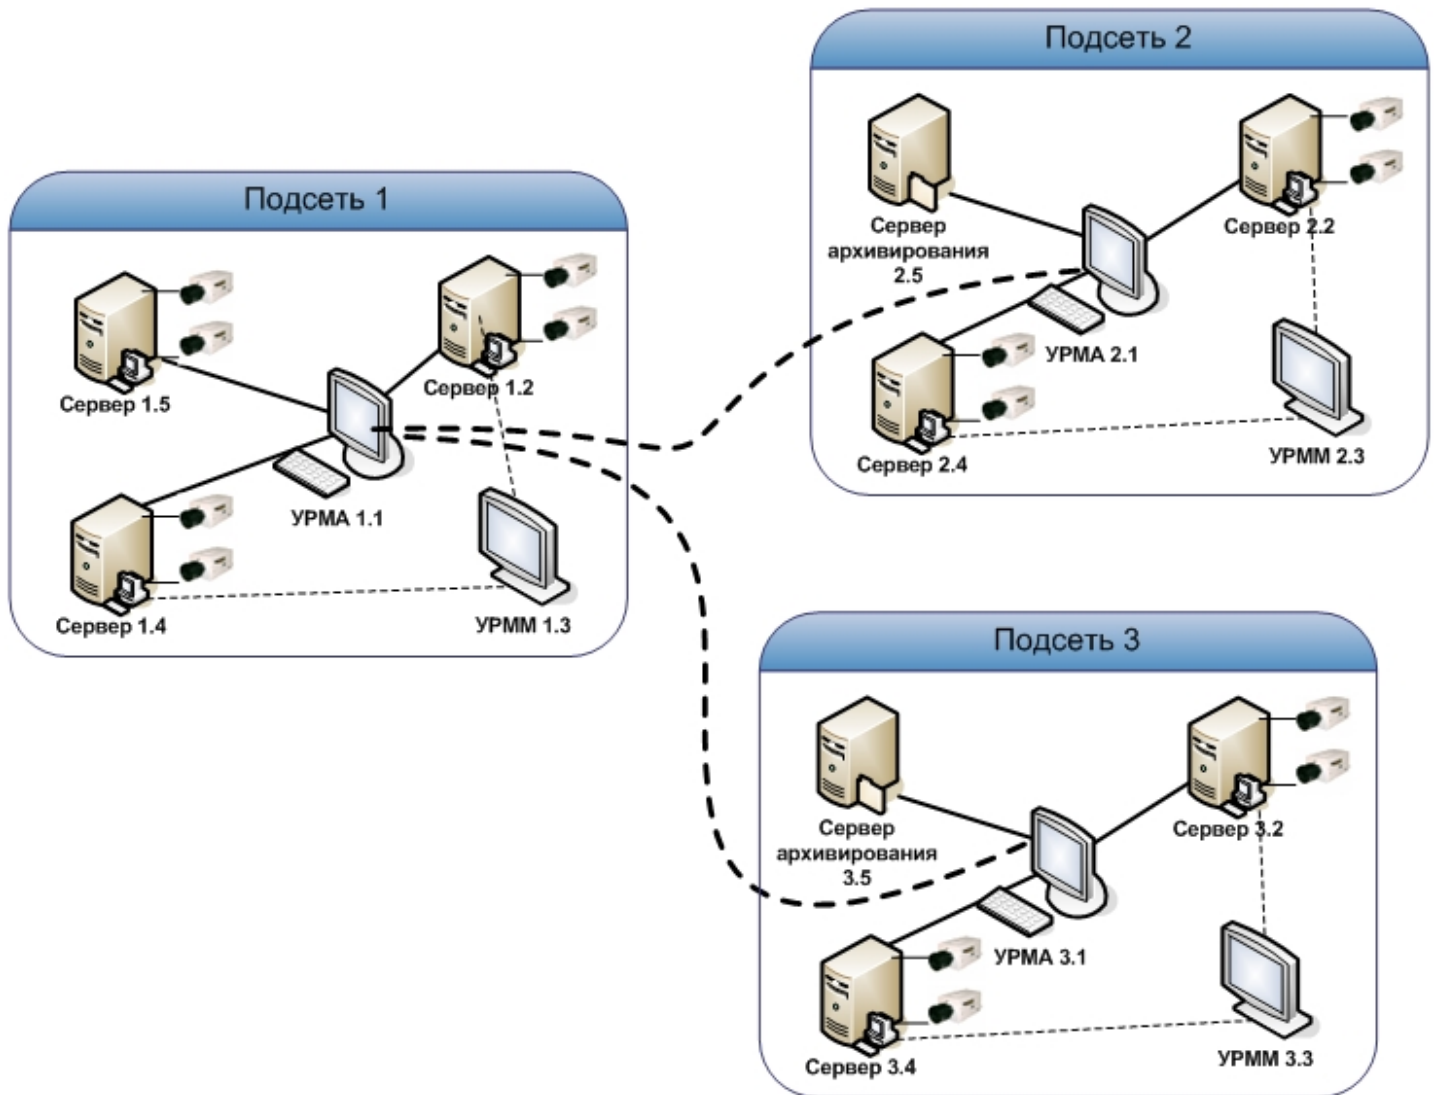 Подсеть 1
Сервер 1.5
Сервер 1.2
УРМА 1.1
Сервер 1.4
УРММ 1.3
Подсеть 2
Сервер
архивирования
2.5
Сервер 2.2
УРМА 2.1
Сервер 2.4
УРММ 2.3
Подсеть 3
Сервер
архивирования
3.5
Сервер 3.2
УРМА 3.1
Сервер 3.4
УРММ 3.3